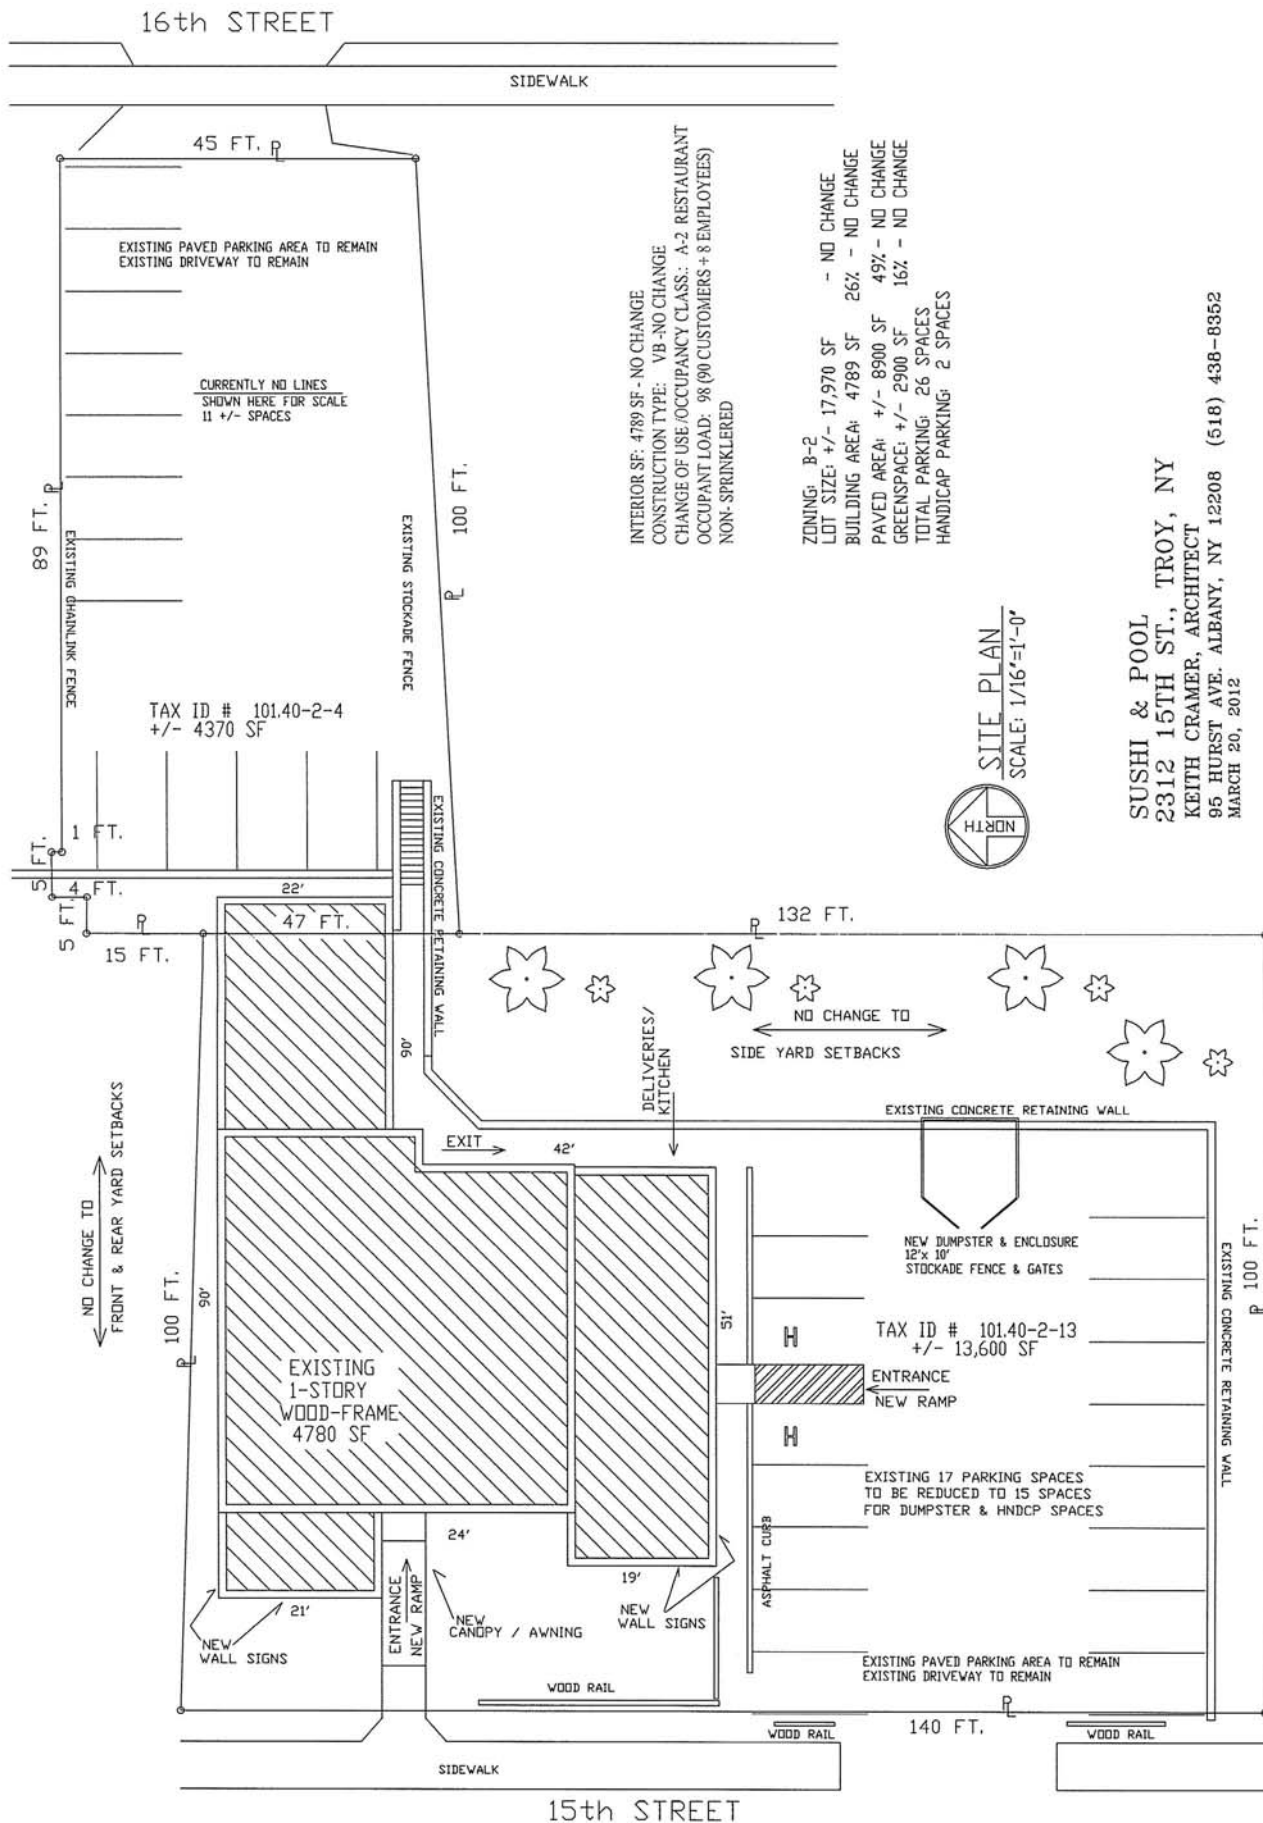 16th STREET
SIDEWALK
45 FT.
PL
EXISTING PAVED PARKING AREA TO REMAIN
EXISTING DRIVEWAY TO REMAIN
CURRENTLY NO LINES
SHOWN HERE FOR SCALE
11 +/- SPACES
89 FT.
PL
EXISTING CHAINLINK FENCE
EXISTING STOCKADE FENCE
100 FT.
PL
TAX ID # 101.40-2-4
+/- 4370 SF
INTERIOR SF: 4789 SF - NO CHANGE
CONSTRUCTION TYPE: VB -NO CHANGE
CHANGE OF USE/OCCUPANCY CLASS.: A-2 RESTAURANT
OCCUPANT LOAD: 98 (90 CUSTOMERS + 8 EMPLOYEES)
NON-SPRINKLERED
ZONING: B-2
LOT SIZE: +/- 17,970 SF - NO CHANGE
BUILDING AREA: 4789 SF 26% - NO CHANGE
PAVED AREA: +/- 8900 SF 49% - NO CHANGE
GREENSPACE: +/- 2900 SF 16% - NO CHANGE
TOTAL PARKING: 26 SPACES
HANDICAP PARKING: 2 SPACES
NORTH
SITE PLAN
SCALE: 1/16"=1'-0"
SUSHI & POOL
2312 15TH ST., TROY, NY
KEITH CRAMER, ARCHITECT
95 HURST AVE. ALBANY, NY 12208 (518) 438-8352
MARCH 20, 2012
1 FT.
5 FT.
4 FT.
5 FT.
15 FT.
PL
22'
47 FT.
EXISTING CONCRETE RETAINING WALL
PL
132 FT.
90'
NO CHANGE TO
SIDE YARD SETBACKS
DELIVERIES/
KITCHEN
EXISTING CONCRETE RETAINING WALL
EXIT
42'
NO CHANGE TO
FRONT & REAR YARD SETBACKS
100 FT.
PL
90'
NEW DUMPSTER & ENCLOSURE
12'x 10'
STOCKADE FENCE & GATES
51'
TAX ID # 101.40-2-13
+/- 13,600 SF
H
ENTRANCE
NEW RAMP
H
EXISTING CONCRETE RETAINING WALL
100 FT.
PL
EXISTING
1-STORY
WOOD-FRAME
4780 SF
EXISTING 17 PARKING SPACES
TO BE REDUCED TO 15 SPACES
FOR DUMPSTER & HNDCP SPACES
ASPHALT CURB
24'
19'
21'
NEW
WALL SIGNS
ENTRANCE
NEW RAMP
NEW
CANOPY / AWNING
NEW
WALL SIGNS
EXISTING PAVED PARKING AREA TO REMAIN
EXISTING DRIVEWAY TO REMAIN
WOOD RAIL
WOOD RAIL
140 FT.
PL
WOOD RAIL
SIDEWALK
15th STREET